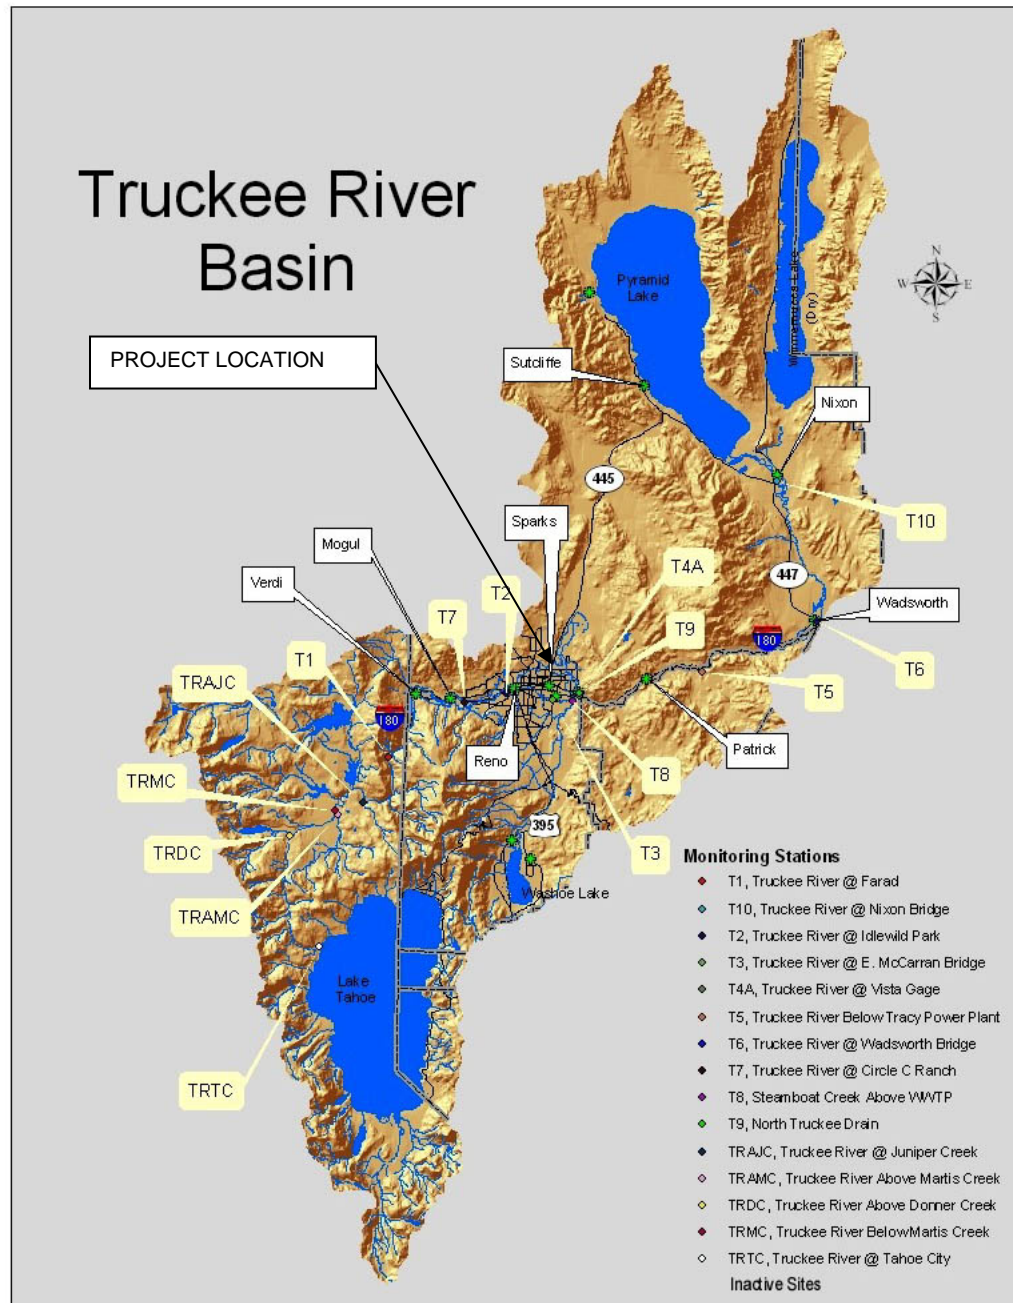 Truckee River
Basin
N
W
E
S
Pyramid
Lake
Winnemucca Lake
(Dry)
PROJECT LOCATION
Sutcliffe
Nixon
445
T10
Sparks
Mogul
T4A
447
Verdi
T2
Wadsworth
T7
T9
180
T1
T6
TRAJC
T5
180
Patrick
Reno
T8
TRMC
395
TRDC
T3
Washoe Lake
TRAMC
Lake
Tahoe
TRTC
Monitoring Stations
T1, Truckee River @ Farad
T10, Truckee River @ Nixon Bridge
T2, Truckee River @ Idlewild Park
T3, Truckee River @ E. McCarran Bridge
T4A, Truckee River @ Vista Gage
T5, Truckee River Below Tracy Power Plant
T6, Truckee River @ Wadsworth Bridge
T7, Truckee River @ Circle C Ranch
T8, Steamboat Creek Above WWTP
T9, North Truckee Drain
TRAJC, Truckee River @ Juniper Creek
TRAMC, Truckee River Above Martis Creek
TRDC, Truckee River Above Donner Creek
TRMC, Truckee River Below Martis Creek
TRTC, Truckee River @ Tahoe City
Inactive Sites